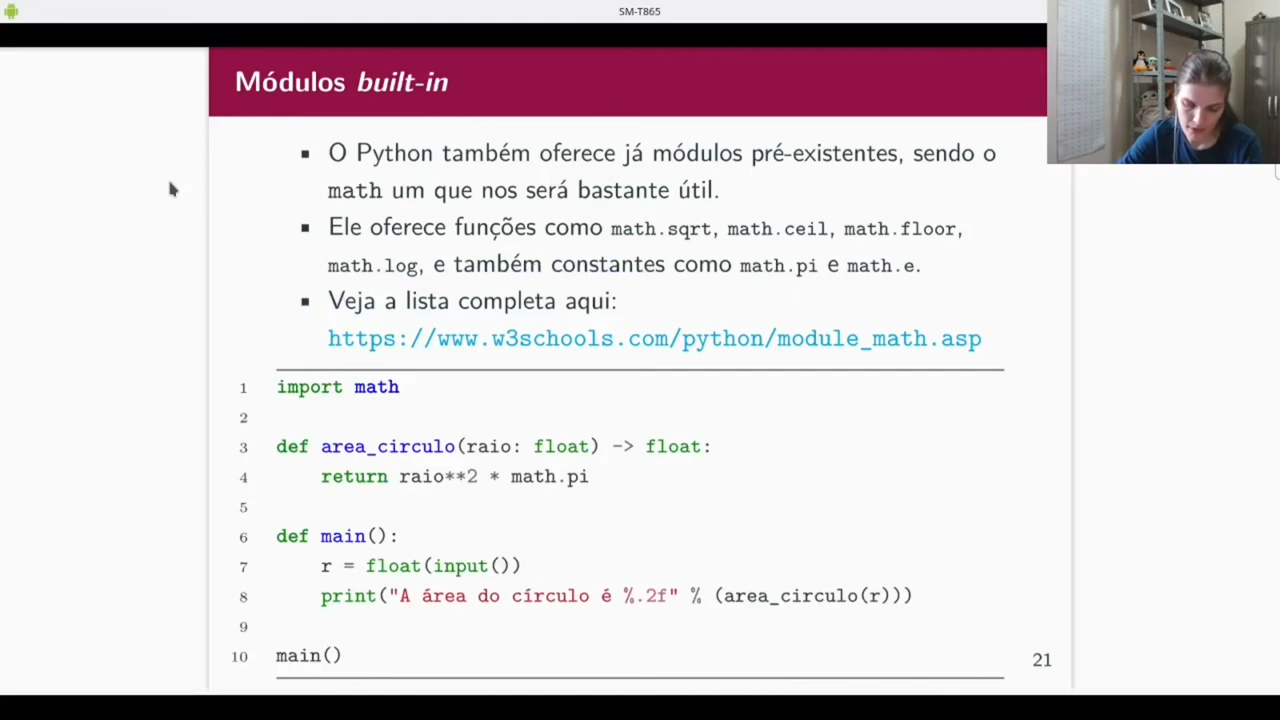 SM-T865
Módulos built-in
▪ O Python também oferece já módulos pré-existentes, sendo o
math um que nos será bastante útil.
▪ Ele oferece funções como math.sqrt, math.ceil, math.floor,
math.log, e também constantes como math.pi e math.e.
▪ Veja a lista completa aqui:
https://www.w3schools.com/python/module_math.asp
1 import math
2
3 def area_circulo(raio: float) -> float:
4     return raio**2 * math.pi
5
6 def main():
7     r = float(input())
8     print("A área do círculo é %.2f" % (area_circulo(r)))
9
10 main()
21